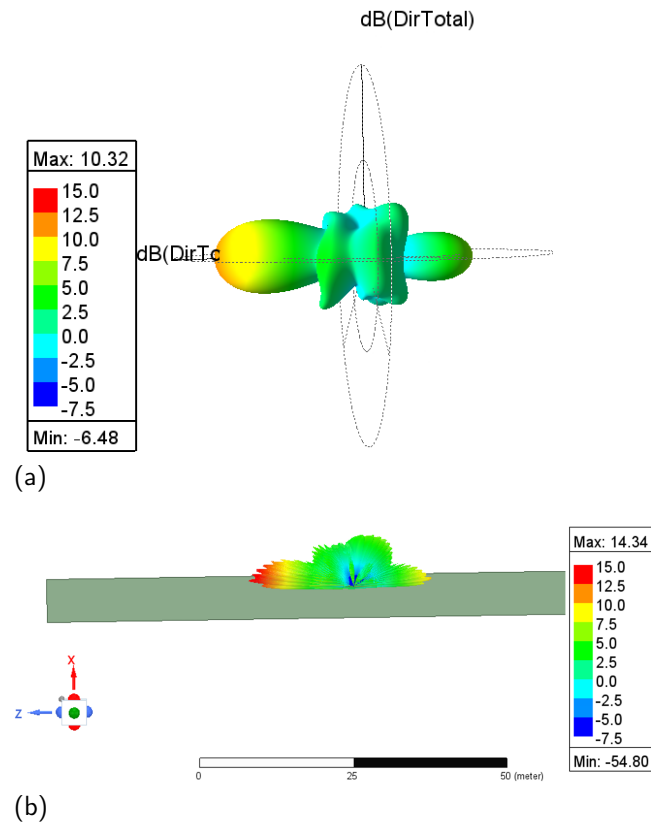 dB(DirTotal)
Max: 10.32
15.0
12.5
10.0
7.5
5.0
2.5
0.0
-2.5
-5.0
-7.5
Min: -6.48
dB(DirTc
(a)
Max: 14.34
15.0
12.5
10.0
7.5
5.0
2.5
0.0
-2.5
-5.0
-7.5
Min: -54.80
X
Z
0 25 50 (meter)
(b)